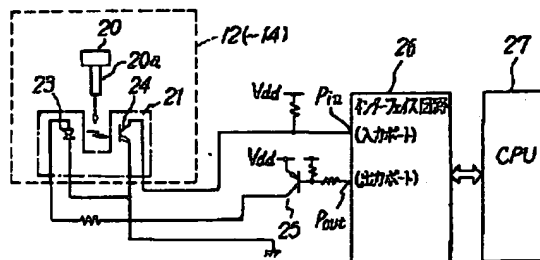 20
12(~14)
26
27
20a
23
24
21
Vdd
Pin
インターフェイス回路
(入力ポート)
CPU
Vdd
(出力ポート)
25
Pout